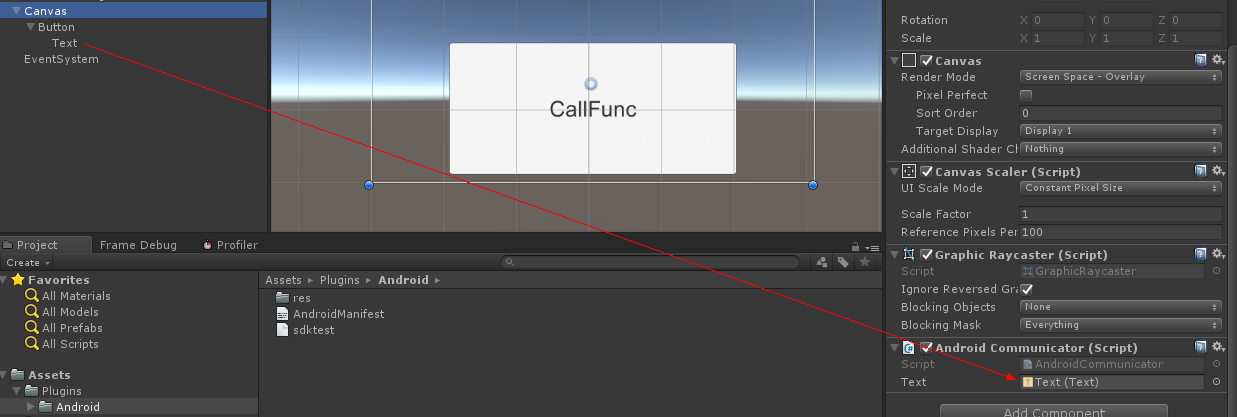 Canvas
Button
Text
EventSystem
CallFunc
Project
Frame Debug
Profiler
Create
Favorites
All Materials
All Models
All Prefabs
All Scripts
Assets
Plugins
Android
Assets ▸ Plugins ▸ Android ▸
res
AndroidManifest
sdktest
Rotation X 0 Y 0 Z 0
Scale X 1 Y 1 Z 1
Canvas
Render Mode Screen Space - Overlay
Pixel Perfect
Sort Order 0
Target Display Display 1
Additional Shader Ch Nothing
Canvas Scaler (Script)
UI Scale Mode Constant Pixel Size
Scale Factor 1
Reference Pixels Per 100
Graphic Raycaster (Script)
Script GraphicRaycaster
Ignore Reversed Gra
Blocking Objects None
Blocking Mask Everything
Android Communicator (Script)
Script AndroidCommunicator
Text Text (Text)
Add Component